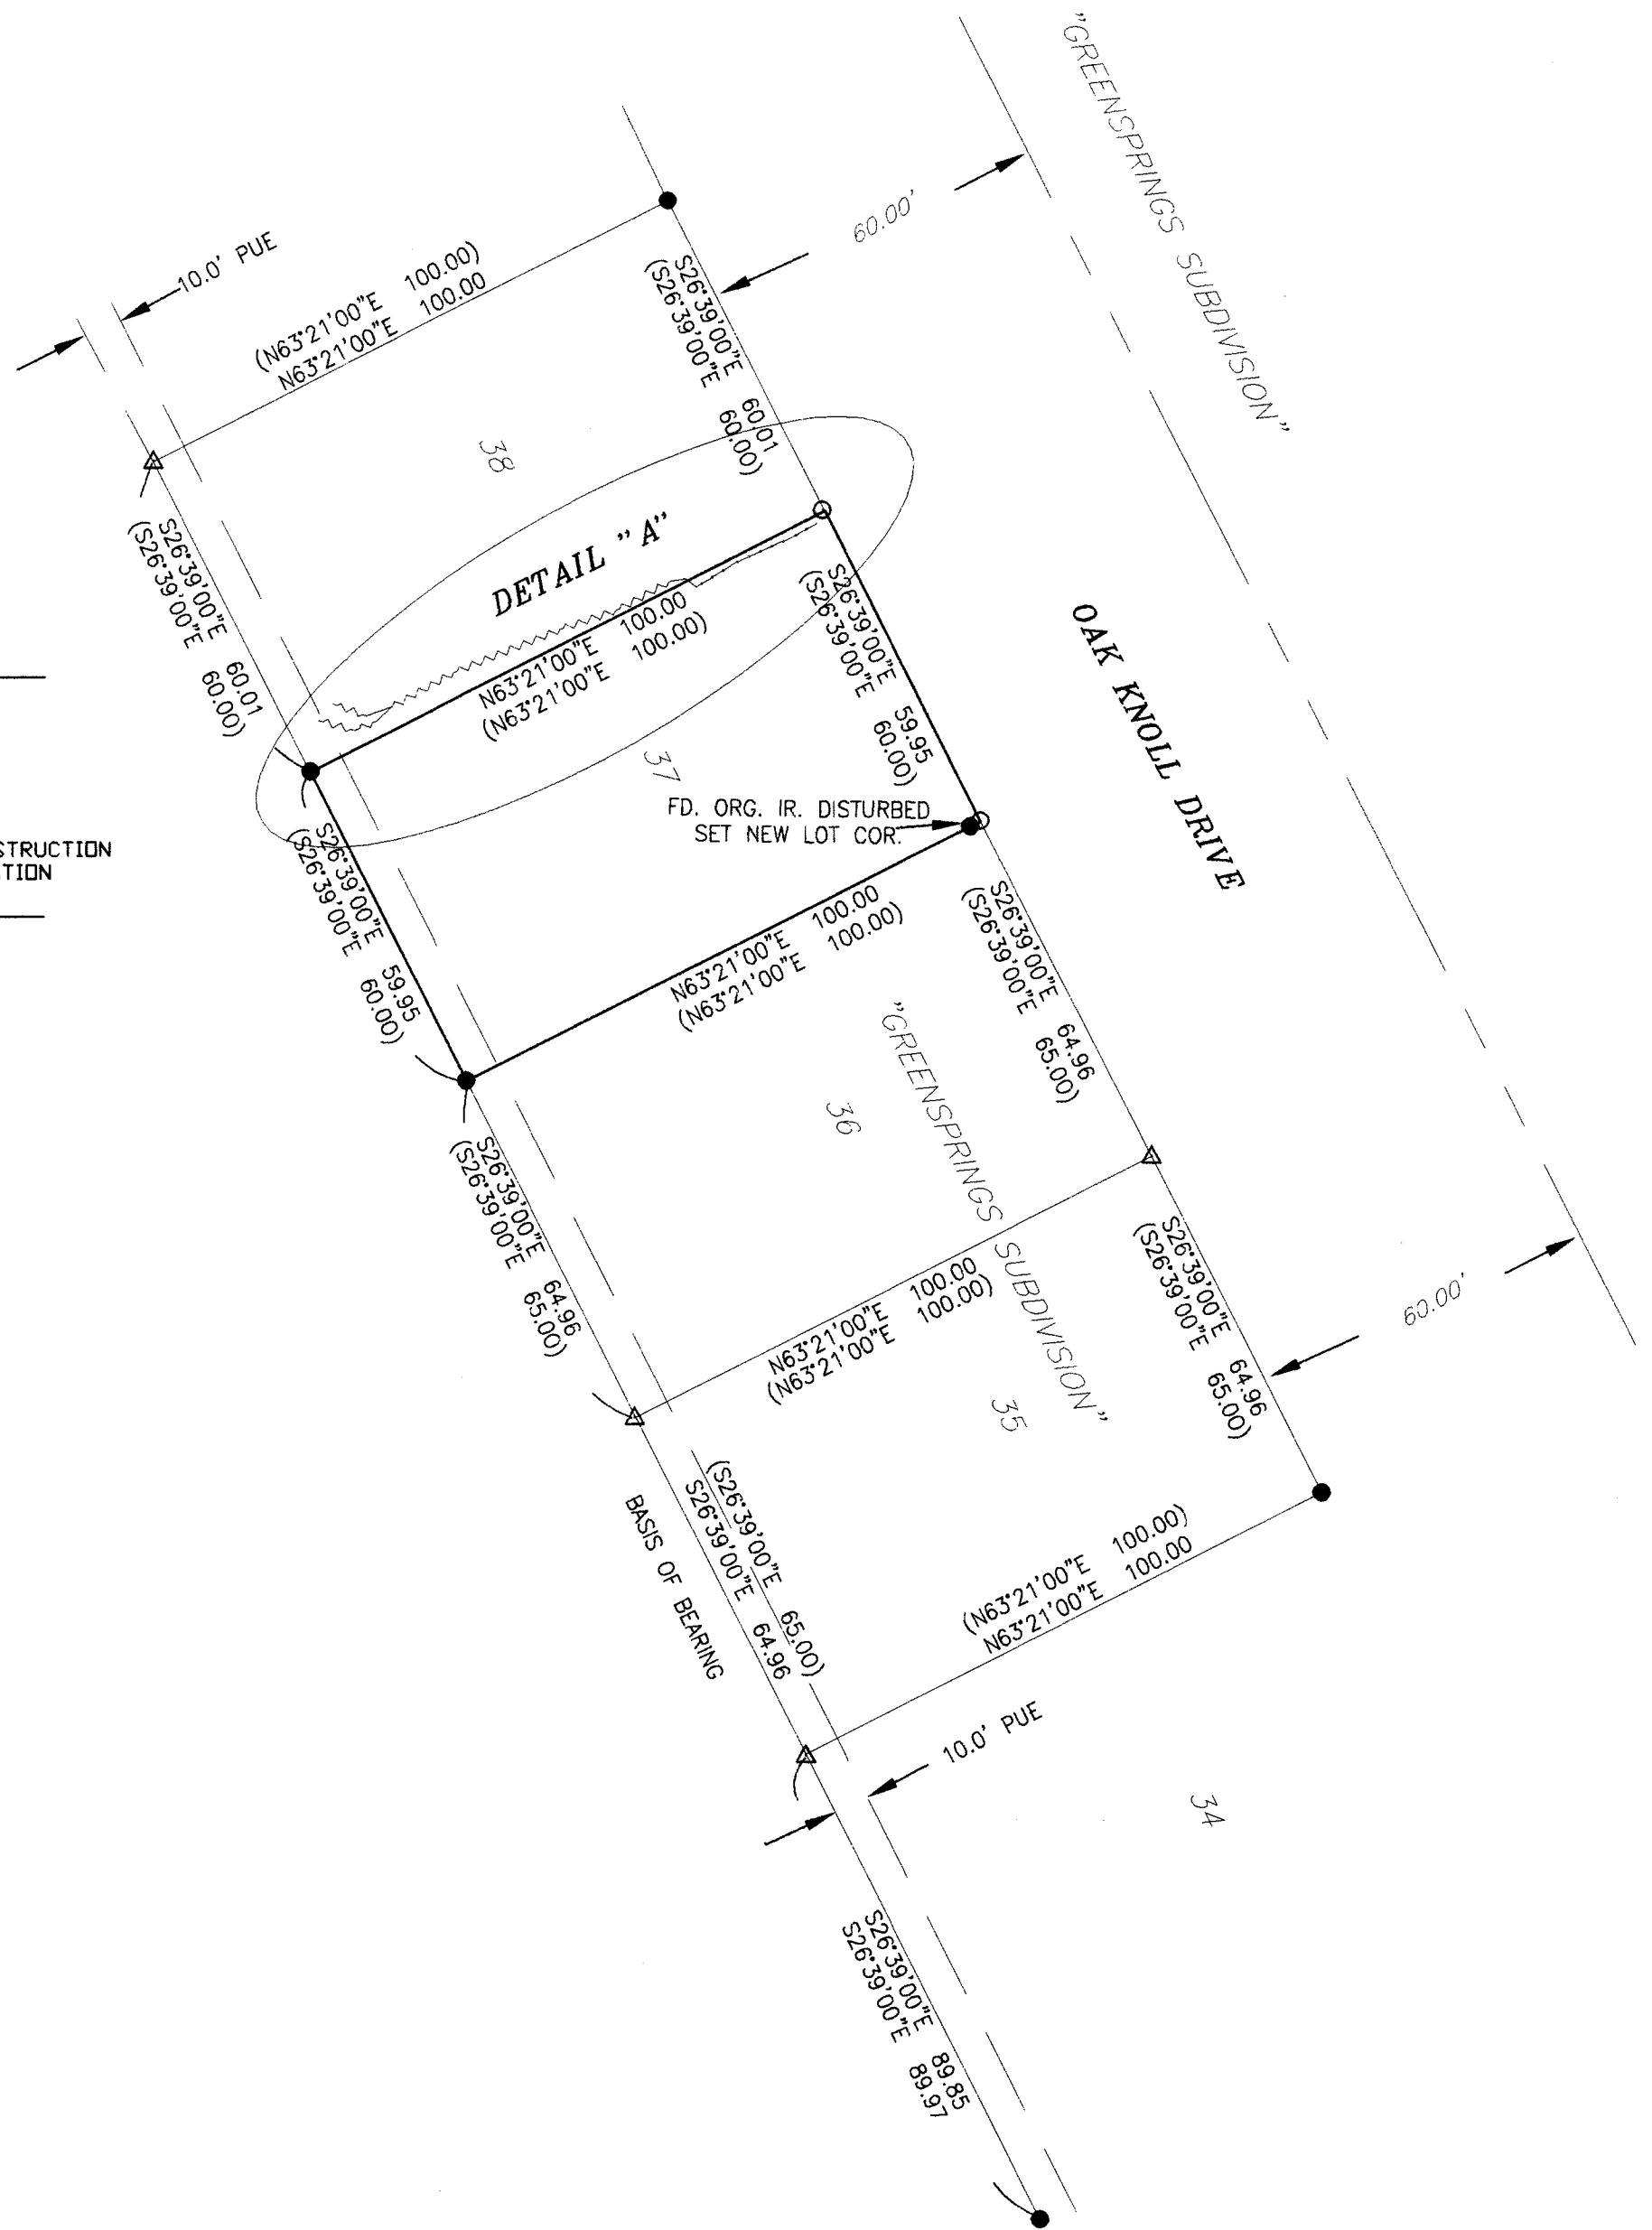 "GREENSPRINGS SUBDIVISION"
60.00'
10.0' PUE
(N63°21'00"E 100.00)
N63°21'00"E 100.00
S26°39'00"E 60.01
(S26°39'00"E 60.00)
38
DETAIL "A"
S26°39'00"E 60.01
(S26°39'00"E 60.00)
N63°21'00"E 100.00
(N63°21'00"E 100.00)
S26°39'00"E 59.95
(S26°39'00"E 60.00)
OAK KNOLL DRIVE
37
FD. ORG. IR. DISTURBED
SET NEW LOT COR.
STRUCTION
TION
S26°39'00"E 59.95
(S26°39'00"E 60.00)
N63°21'00"E 100.00
(N63°21'00"E 100.00)
S26°39'00"E 64.96
(S26°39'00"E 65.00)
36
"GREENSPRINGS SUBDIVISION"
S26°39'00"E 64.96
(S26°39'00"E 65.00)
N63°21'00"E 100.00
(N63°21'00"E 100.00)
S26°39'00"E 64.96
(S26°39'00"E 65.00)
60.00'
35
(S26°39'00"E 65.00)
S26°39'00"E 64.96
BASIS OF BEARING
(N63°21'00"E 100.00)
N63°21'00"E 100.00
10.0' PUE
34
S26°39'00"E 89.85
S26°39'00"E 89.97